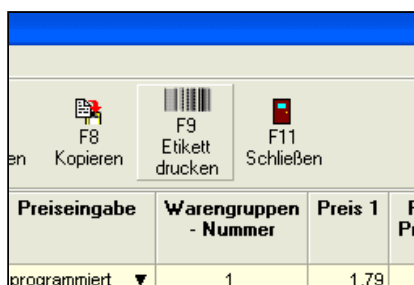 F8
Kopieren
F9
Etikett
drucken
F11
Schließen
en
Preiseingabe
Warengruppen
- Nummer
Preis 1
programmiert
1
1.79